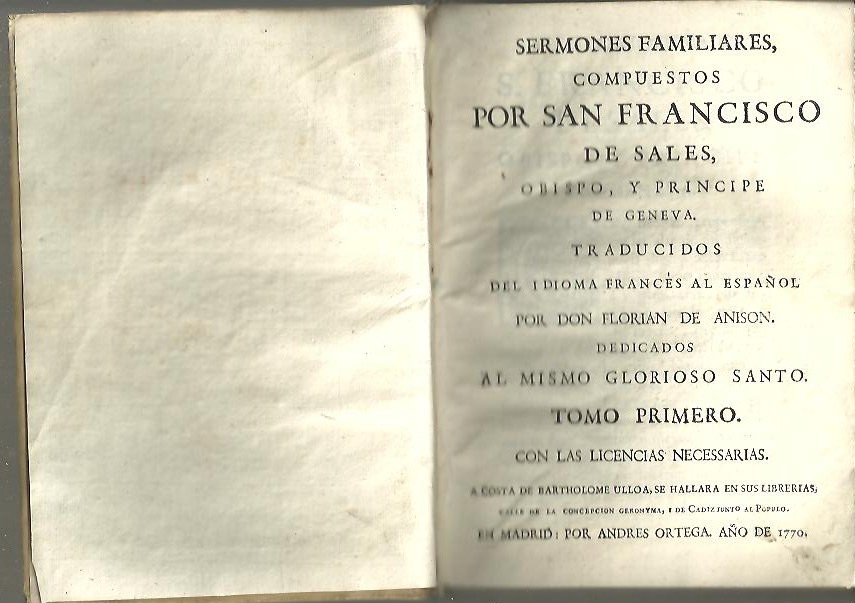 SERMONES FAMILIARES,
COMPUESTOS
POR SAN FRANCISCO
DE SALES,
OBISPO, Y PRINCIPE
DE GENEVA.
TRADUCIDOS
DEL IDIOMA FRANCÉS AL ESPAÑOL
POR DON FLORIAN DE ANISON.
DEDICADOS
AL MISMO GLORIOSO SANTO.
TOMO PRIMERO.
CON LAS LICENCIAS NECESSARIAS.
A COSTA DE BARTHOLOME ULLOA, SE HALLARA EN SUS LIBRERIAS,
CALLE DE LA CONCEPCION GERONYMA, I DE CADIZ JUNTO AL POPULO.
EN MADRID: POR ANDRES ORTEGA. AÑO DE 1770.